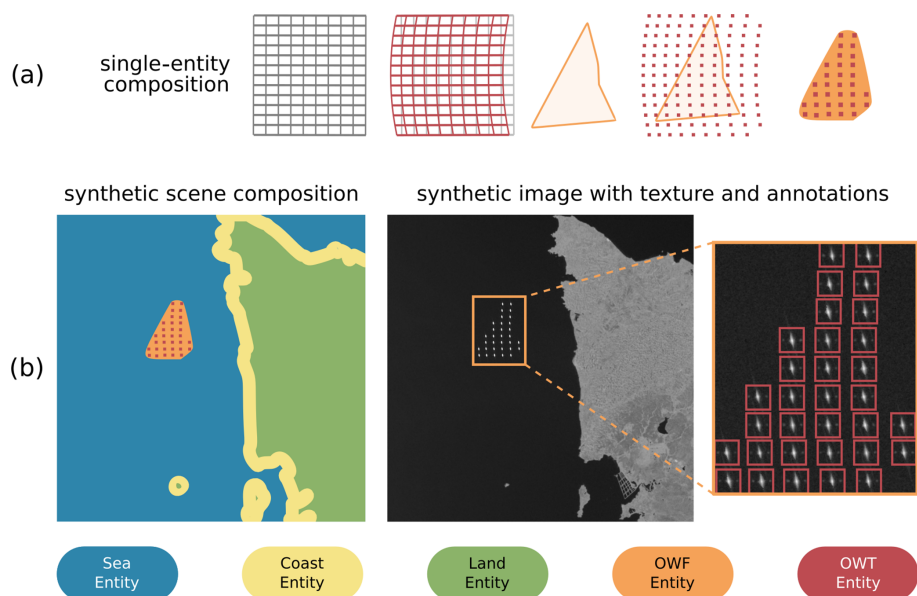 (a)
single-entity
composition
synthetic scene composition
synthetic image with texture and annotations
(b)
Sea
Entity
Coast
Entity
Land
Entity
OWF
Entity
OWT
Entity